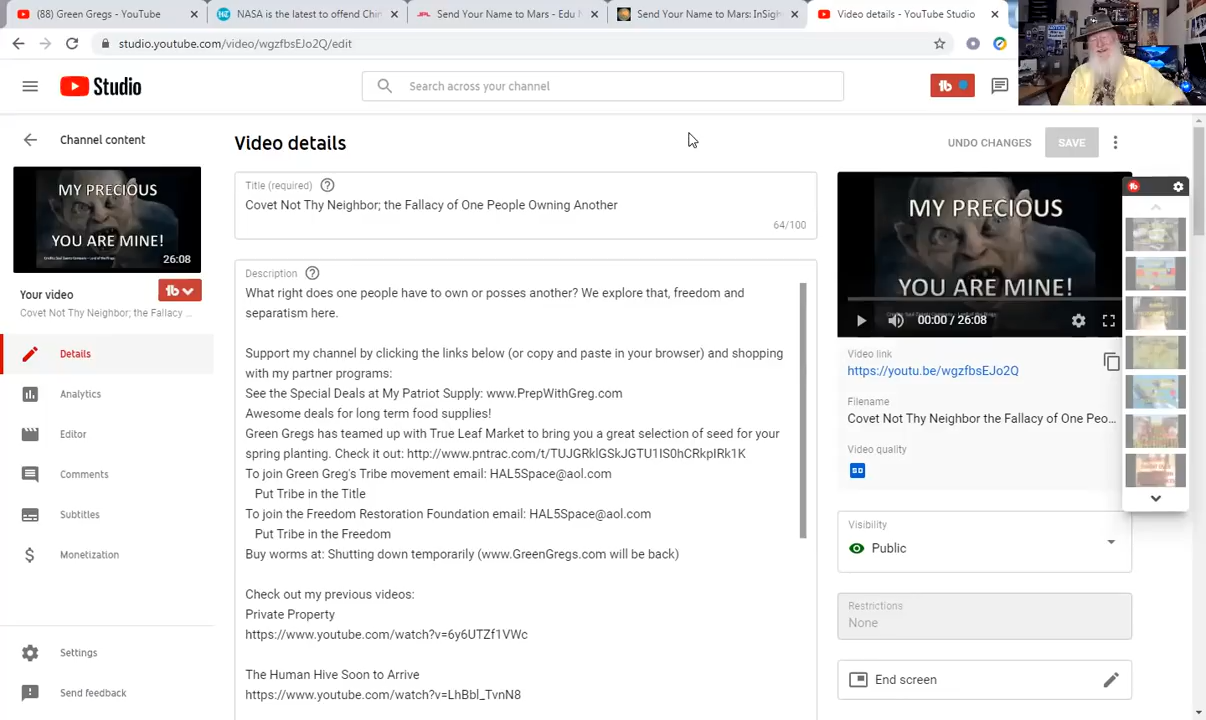 (88) Green Gregs - YouTube
NASA is the latest to offend Chin
Send Your Name to Mars - Edu
Send Your Name to Mars: InSigh
Video details - YouTube Studio
studio.youtube.com/video/wgzfbsEJo2Q/edit
Studio
Search across your channel
Channel content
Video details
UNDO CHANGES
SAVE
MY PRECIOUS
YOU ARE MINE!
26:08
Your video
Covet Not Thy Neighbor; the Fallacy ...
Details
Analytics
Editor
Comments
Subtitles
Monetization
Settings
Send feedback
Title (required)
Covet Not Thy Neighbor; the Fallacy of One People Owning Another
64/100
Description
What right does one people have to own or posses another? We explore that, freedom and
separatism here.
Support my channel by clicking the links below (or copy and paste in your browser) and shopping
with my partner programs:
See the Special Deals at My Patriot Supply: www.PrepWithGreg.com
Awesome deals for long term food supplies!
Green Gregs has teamed up with True Leaf Market to bring you a great selection of seed for your
spring planting. Check it out: http://www.pntrac.com/t/TUJGRklGSkJGTU1IS0hCRkpIRk1K
To join Green Greg's Tribe movement email: HAL5Space@aol.com
Put Tribe in the Title
To join the Freedom Restoration Foundation email: HAL5Space@aol.com
Put Tribe in the Freedom
Buy worms at: Shutting down temporarily (www.GreenGregs.com will be back)
Check out my previous videos:
Private Property
https://www.youtube.com/watch?v=6y6UTZf1VWc
The Human Hive Soon to Arrive
https://www.youtube.com/watch?v=LhBbl_TvnN8
MY PRECIOUS
YOU ARE MINE!
00:00 / 26:08
Video link
https://youtu.be/wgzfbsEJo2Q
Filename
Covet Not Thy Neighbor the Fallacy of One Peo...
Video quality
SD
Visibility
Public
Restrictions
None
End screen